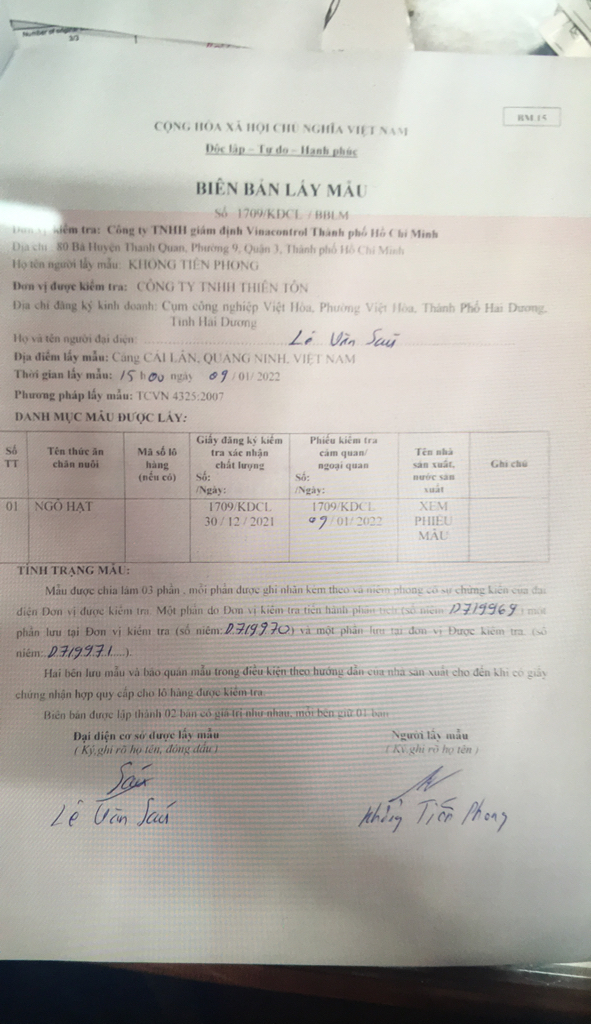 Number of original
3/3
BM.15
CỘNG HÒA XÃ HỘI CHỦ NGHĨA VIỆT NAM
Độc lập – Tự do – Hạnh phúc
BIÊN BẢN LẤY MẪU
Số 1709/KDCL / BBLM
Đơn vị kiểm tra: Công ty TNHH giám định Vinacontrol Thành phố Hồ Chí Minh
Địa chỉ : 80 Bà Huyện Thanh Quan, Phường 9, Quận 3, Thành phố Hồ Chí Minh
Họ tên người lấy mẫu: KHỔNG TIẾN PHONG
Đơn vị được kiểm tra: CÔNG TY TNHH THIÊN TÔN
Địa chỉ đăng ký kinh doanh: Cụm công nghiệp Việt Hòa, Phường Việt Hòa, Thành Phố Hải Dương,
Tỉnh Hải Dương
Họ và tên người đại diện: Lê Văn Sáu
Địa điểm lấy mẫu: Cảng CÁI LÂN, QUẢNG NINH, VIỆT NAM
Thời gian lấy mẫu: 15 h 00 ngày 09 / 01 / 2022
Phương pháp lấy mẫu: TCVN 4325:2007
DANH MỤC MẪU ĐƯỢC LẤY:
Số TT
Tên thức ăn chăn nuôi
Mã số lô hàng (nếu có)
Giấy đăng ký kiểm tra xác nhận chất lượng Số: /Ngày:
Phiếu kiểm tra cảm quan/ ngoại quan Số: /Ngày:
Tên nhà sản xuất, nước sản xuất
Ghi chú
01 NGÔ HẠT 1709/KDCL 1709/KDCL XEM
30 / 12 / 2021 09 / 01 / 2022 PHIẾU
MẪU
TÌNH TRẠNG MẪU:
Mẫu được chia làm 03 phần , mỗi phần được ghi nhãn kèm theo và niêm phong có sự chứng kiến của đại
diện Đơn vị được kiểm tra. Một phần do Đơn vị kiểm tra tiến hành phân tích (số niêm: D719969 ) một
phần lưu tại Đơn vị kiểm tra (số niêm: D719970 ) và một phần lưu tại đơn vị Được kiểm tra. (số
niêm: D719971.....).
Hai bên lưu mẫu và bảo quản mẫu trong điều kiện theo hướng dẫn của nhà sản xuất cho đến khi có giấy
chứng nhận hợp quy cấp cho lô hàng được kiểm tra.
Biên bản được lập thành 02 bản có giá trị như nhau, mỗi bên giữ 01 bản
Đại diện cơ sở được lấy mẫu Người lấy mẫu
( Ký,ghi rõ họ tên, đóng dấu) ( Ký,ghi rõ họ tên )
Sáu
Lê Văn Sáu Khổng Tiến Phong